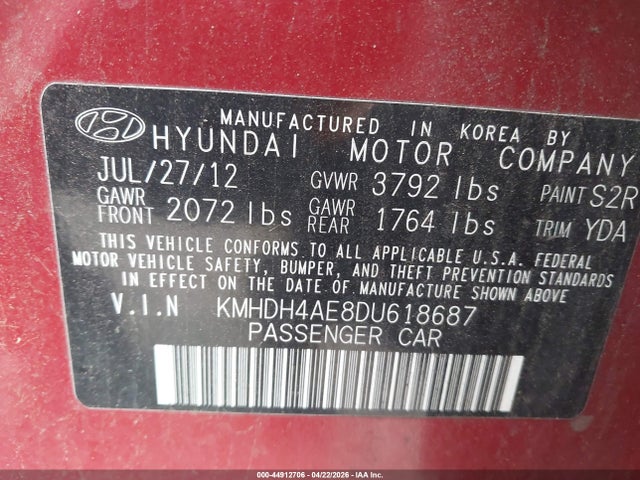 MANUFACTURED IN KOREA BY
HYUNDAI MOTOR COMPANY
JUL/27/12 GVWR 3792 lbs PAINT S2R
GAWR FRONT 2072 lbs GAWR REAR 1764 lbs TRIM YDA
THIS VEHICLE CONFORMS TO ALL APPLICABLE U.S.A. FEDERAL
MOTOR VEHICLE SAFETY, BUMPER, AND THEFT PREVENTION STANDARDS
IN EFFECT ON THE DATE OF MANUFACTURE SHOWN ABOVE
V.I.N KMHDH4AE8DU618687
PASSENGER CAR
000-44912706 - 04/22/2026 - IAA Inc.